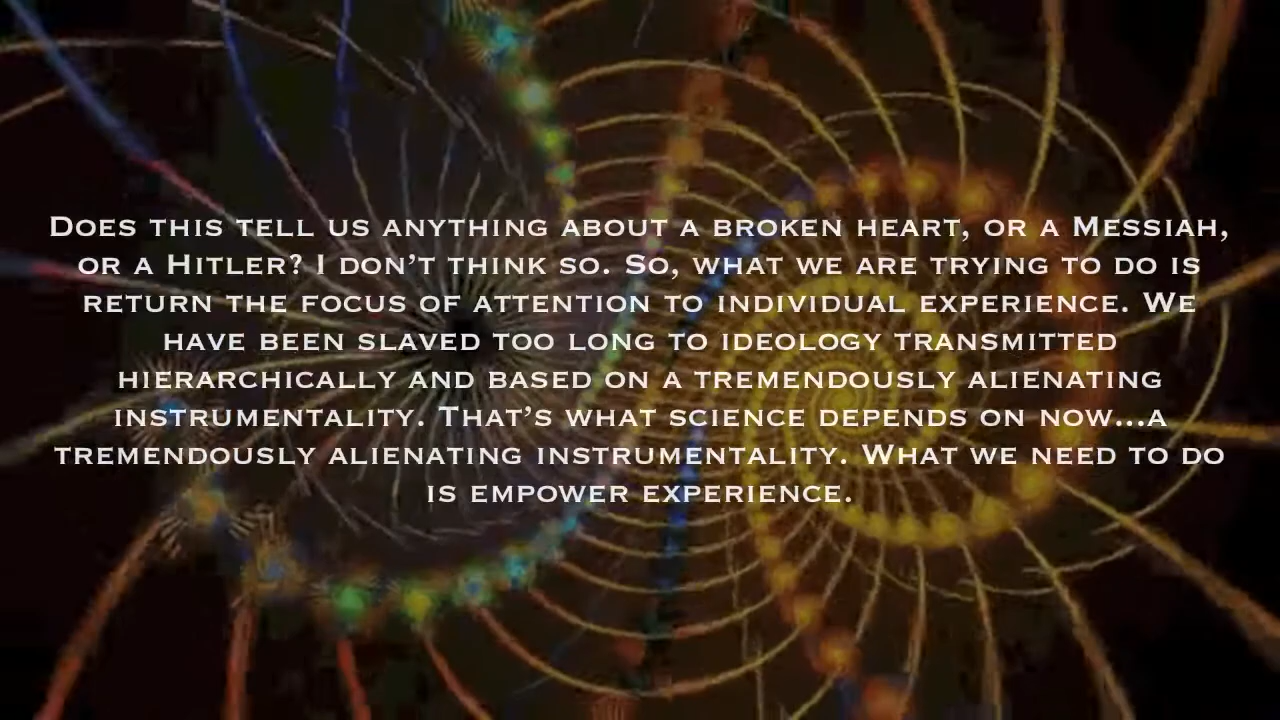 Does this tell us anything about a broken heart, or a Messiah,
or a Hitler? I don’t think so. So, what we are trying to do is
return the focus of attention to individual experience. We
have been slaved too long to ideology transmitted
hierarchically and based on a tremendously alienating
instrumentality. That’s what science depends on now...a
tremendously alienating instrumentality. What we need to do
is empower experience.